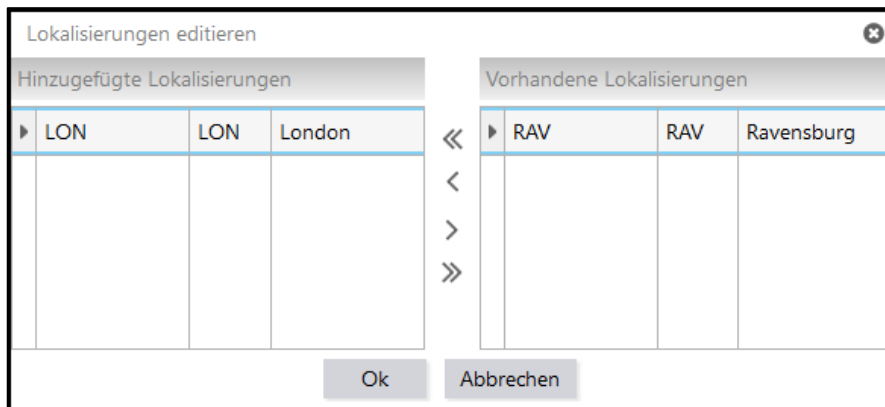 Lokalisierungen editieren
Hinzugefügte Lokalisierungen
Vorhandene Lokalisierungen
LON LON London
RAV RAV Ravensburg
Ok Abbrechen